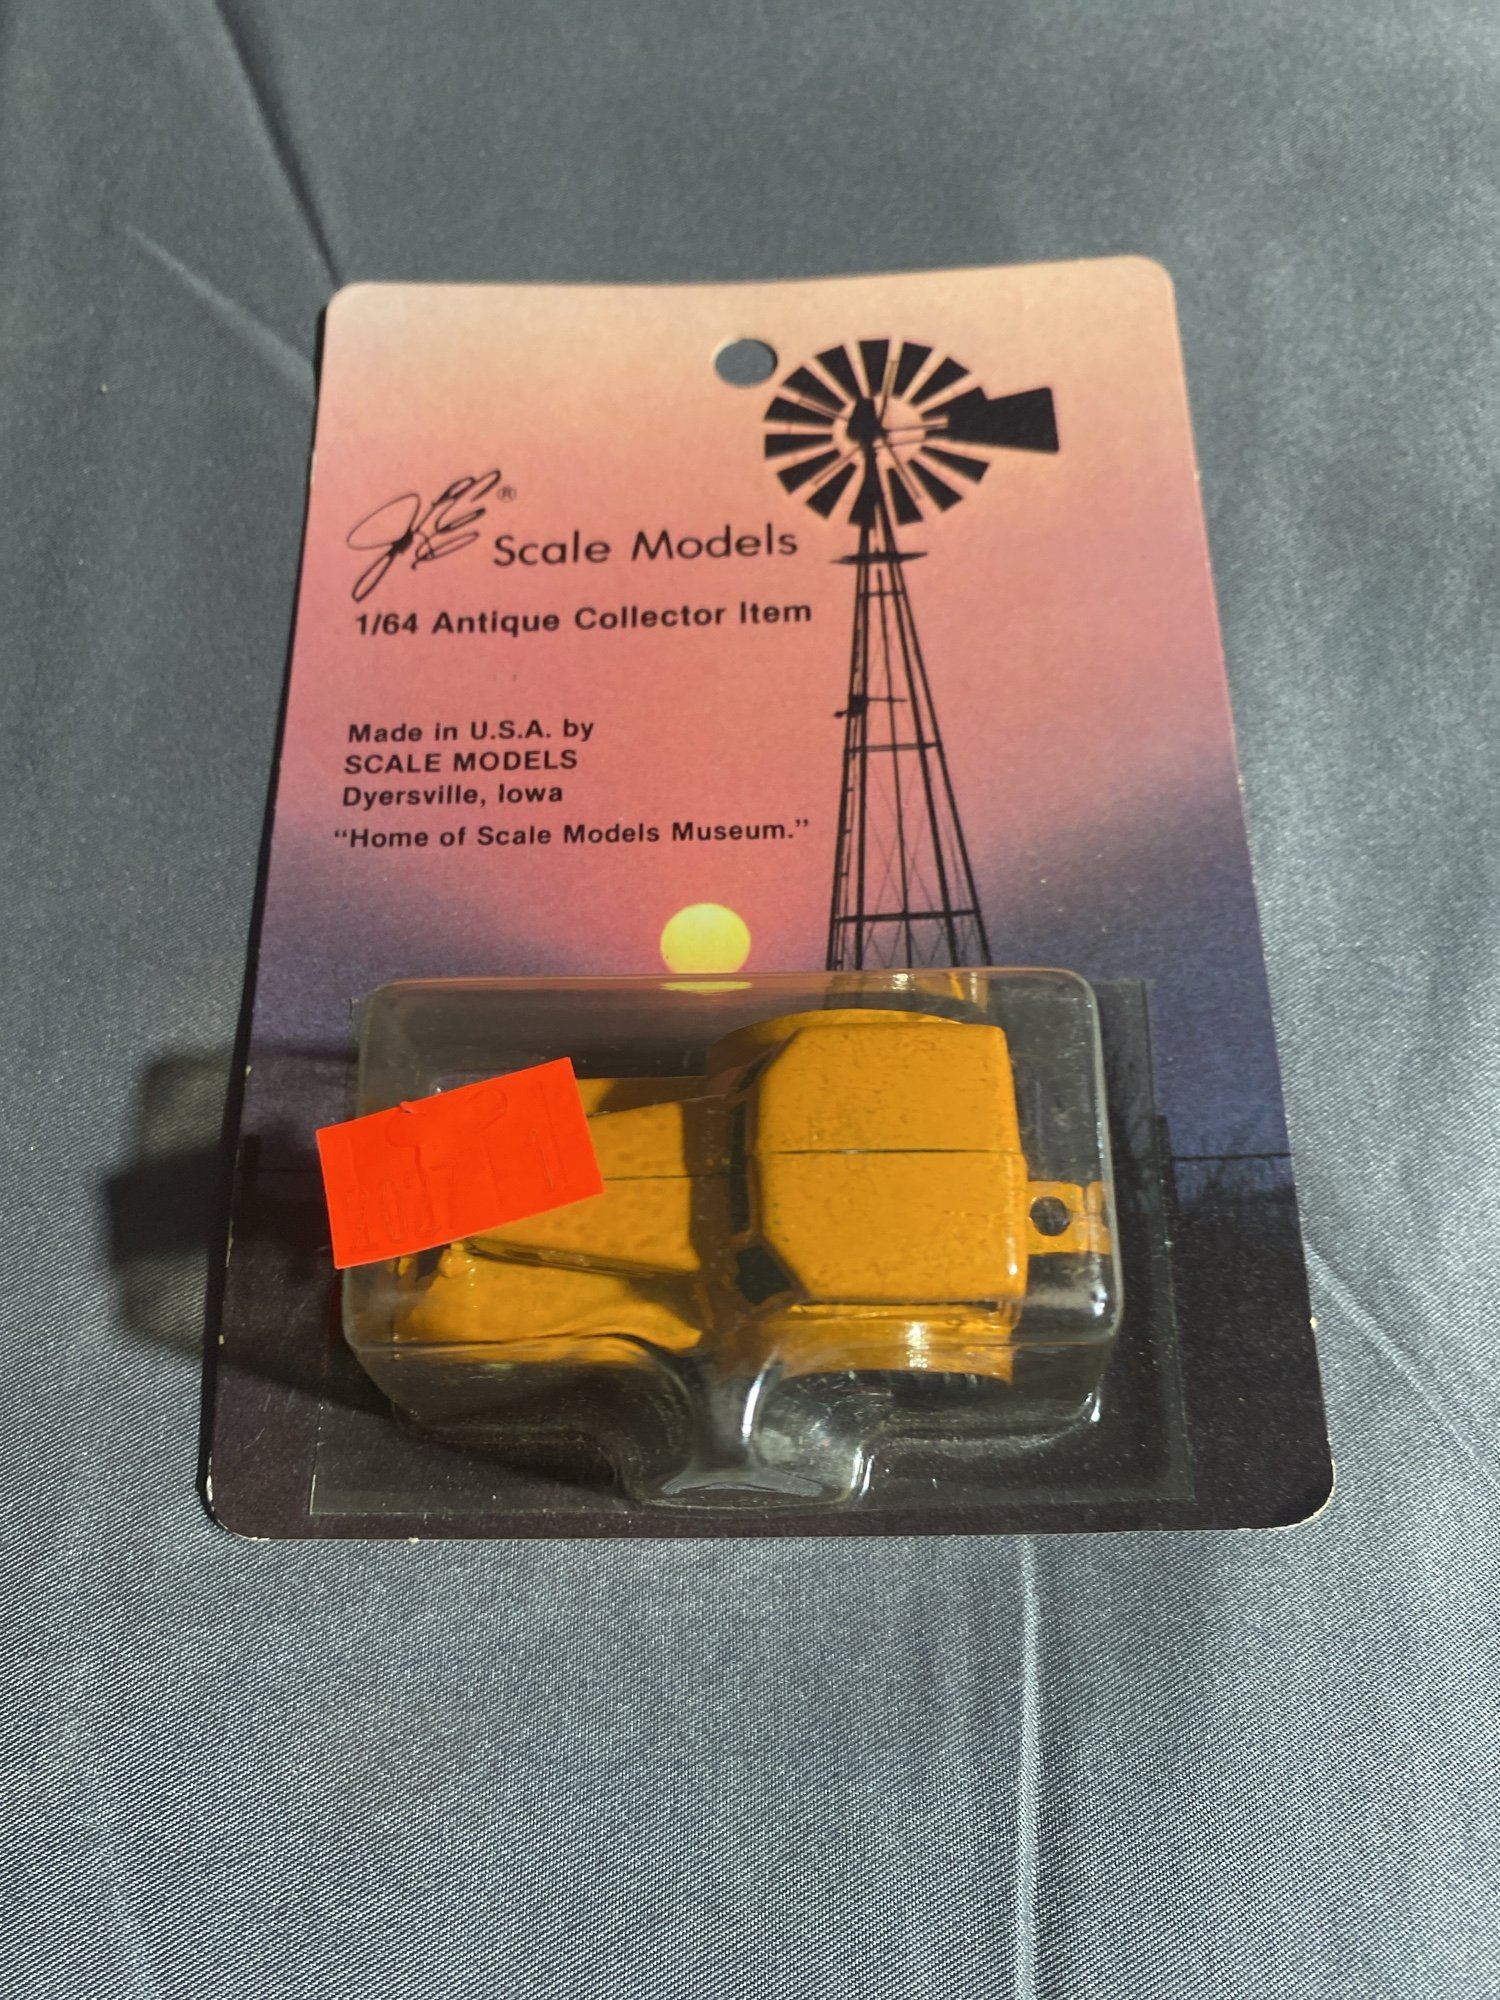 JLE® Scale Models
1/64 Antique Collector Item
Made in U.S.A. by
SCALE MODELS
Dyersville, Iowa
“Home of Scale Models Museum.”